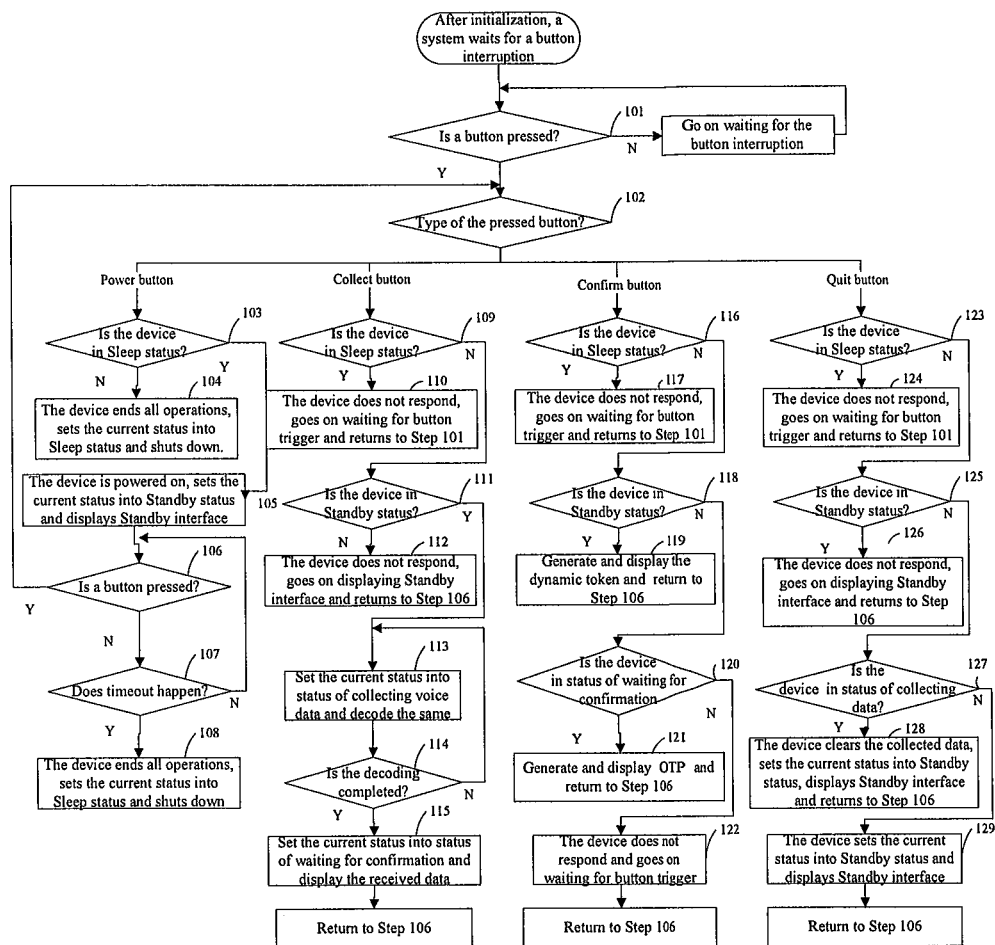 After initialization, a
system waits for a button
interruption
101
Is a button pressed?
N
Go on waiting for the
button interruption
Y
102
Type of the pressed button?
Power button
Collect button
Confirm button
Quit button
103
Is the device
in Sleep status?
Y
N
104
The device ends all operations,
sets the current status into
Sleep status and shuts down.
The device is powered on, sets the
current status into Standby status
and displays Standby interface
105
106
Is a button pressed?
Y
N
107
Does timeout happen?
N
Y
108
The device ends all operations,
sets the current status into
Sleep status and shuts down
109
Is the device
in Sleep status?
N
Y
110
The device does not respond,
goes on waiting for button
trigger and returns to Step 101
111
Is the device in
Standby status?
Y
N
112
The device does not respond,
goes on displaying Standby
interface and returns to Step 106
113
Set the current status into
status of collecting voice
data and decode the same
114
Is the decoding
completed?
N
Y
115
Set the current status into status
of waiting for confirmation and
display the received data
Return to Step 106
116
Is the device
in Sleep status?
N
Y
117
The device does not respond,
goes on waiting for button
trigger and returns to Step 101
118
Is the device in
Standby status?
N
Y
119
Generate and display the
dynamic token and return to
Step 106
120
Is the device
in status of waiting for
confirmation
N
Y
121
Generate and display OTP and
return to Step 106
122
The device does not
respond and goes on
waiting for button trigger
Return to Step 106
123
Is the device
in Sleep status?
N
Y
124
The device does not respond,
goes on waiting for button
trigger and returns to Step 101
125
Is the device in
Standby status?
N
Y
126
The device does not respond,
goes on displaying Standby
interface and returns to Step
106
127
Is the
device in status of collecting
data?
N
Y
128
The device clears the collected data,
sets the current status into Standby
status, displays Standby interface
and returns to Step 106
129
The device sets the current
status into Standby status and
displays Standby interface
Return to Step 106